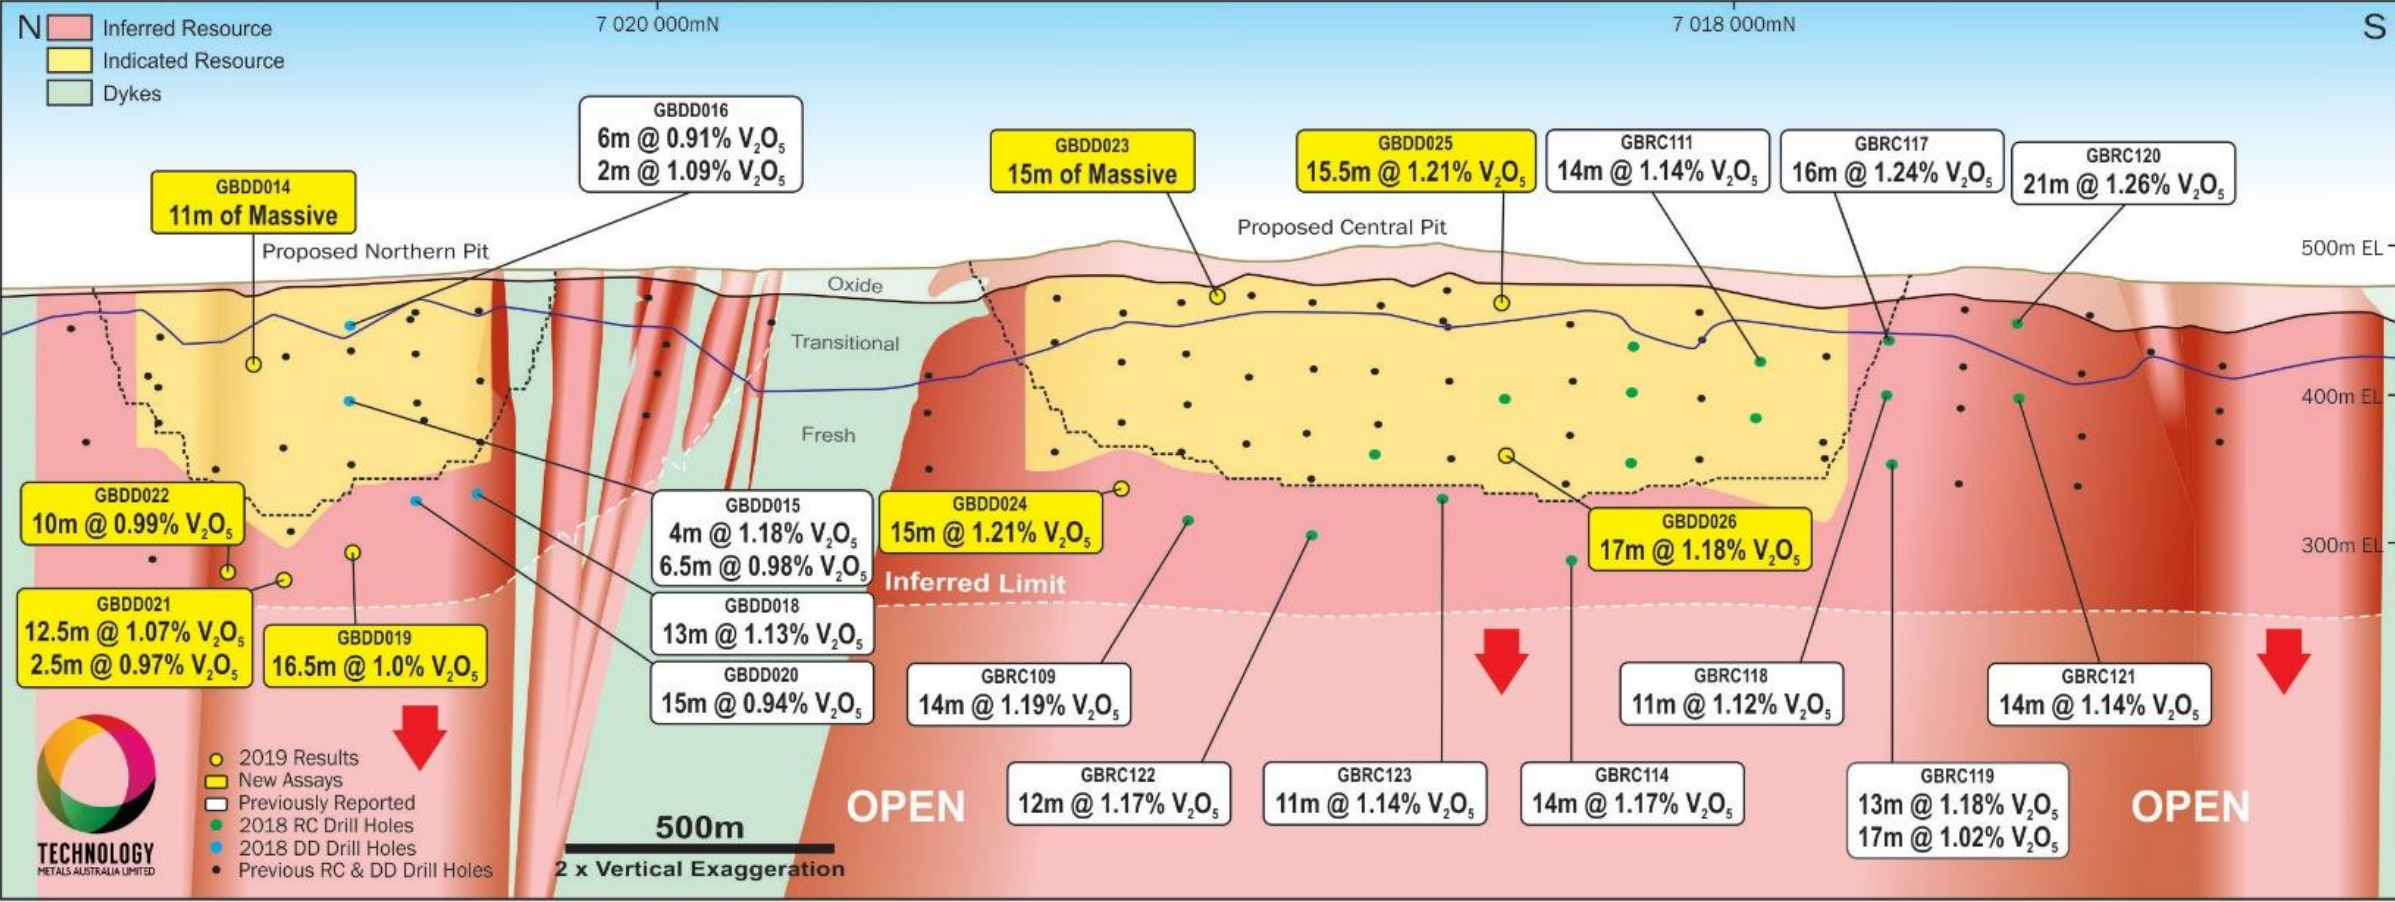 N
7 020 000mN
7 018 000mN
S
Inferred Resource
Indicated Resource
Dykes
GBDD016
6m @ 0.91% V₂O₅
2m @ 1.09% V₂O₅
GBDD014
11m of Massive
GBDD023
15m of Massive
GBDD025
15.5m @ 1.21% V₂O₅
GBRC111
14m @ 1.14% V₂O₅
GBRC117
16m @ 1.24% V₂O₅
GBRC120
21m @ 1.26% V₂O₅
Proposed Northern Pit
Proposed Central Pit
500m EL
Oxide
Transitional
Fresh
400m EL
300m EL
GBDD022
10m @ 0.99% V₂O₅
GBDD021
12.5m @ 1.07% V₂O₅
2.5m @ 0.97% V₂O₅
GBDD019
16.5m @ 1.0% V₂O₅
GBDD015
4m @ 1.18% V₂O₅
6.5m @ 0.98% V₂O₅
GBDD018
13m @ 1.13% V₂O₅
GBDD020
15m @ 0.94% V₂O₅
GBDD024
15m @ 1.21% V₂O₅
Inferred Limit
GBDD026
17m @ 1.18% V₂O₅
GBRC109
14m @ 1.19% V₂O₅
GBRC118
11m @ 1.12% V₂O₅
GBRC121
14m @ 1.14% V₂O₅
GBRC122
12m @ 1.17% V₂O₅
GBRC123
11m @ 1.14% V₂O₅
GBRC114
14m @ 1.17% V₂O₅
GBRC119
13m @ 1.18% V₂O₅
17m @ 1.02% V₂O₅
OPEN
OPEN
2019 Results
New Assays
Previously Reported
2018 RC Drill Holes
2018 DD Drill Holes
Previous RC & DD Drill Holes
500m
2 x Vertical Exaggeration
TECHNOLOGY
METALS AUSTRALIA LIMITED